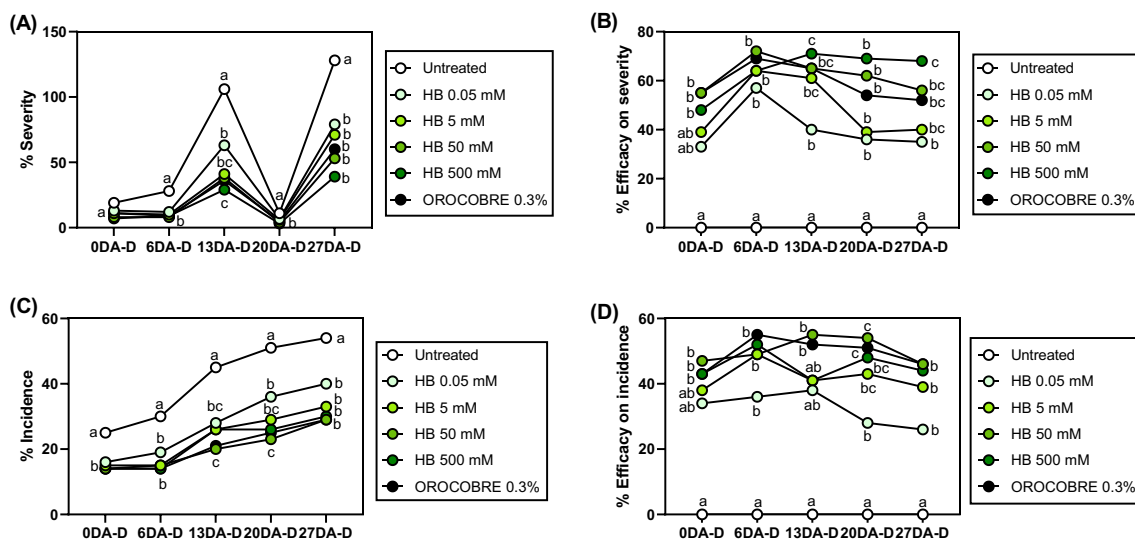 (A)
% Severity
150
100
50
0
a
a
b
a
b
bc
c
a
b
a
b
b
b
b
0DA-D 6DA-D 13DA-D 20DA-D 27DA-D
Untreated
HB 0.05 mM
HB 5 mM
HB 50 mM
HB 500 mM
OROCOBRE 0.3%
(B)
% Efficacy on severity
80
60
40
20
0
b
b
ab
ab
b
b
b
c
bc
bc
b
b
b
b
c
bc
bc
bc
b
a a a a a
0DA-D 6DA-D 13DA-D 20DA-D 27DA-D
Untreated
HB 0.05 mM
HB 5 mM
HB 50 mM
HB 500 mM
OROCOBRE 0.3%
(C)
% Incidence
60
40
20
0
a
b
a
b
b
a
bc
c
a
b
bc
c
a
b
b
b
b
0DA-D 6DA-D 13DA-D 20DA-D 27DA-D
Untreated
HB 0.05 mM
HB 5 mM
HB 50 mM
HB 500 mM
OROCOBRE 0.3%
(D)
% Efficacy on incidence
60
40
20
0
b
b
ab
ab
b
b
b
b
b
ab
ab
c
c
bc
b
b
b
b
a a a a a
0DA-D 6DA-D 13DA-D 20DA-D 27DA-D
Untreated
HB 0.05 mM
HB 5 mM
HB 50 mM
HB 500 mM
OROCOBRE 0.3%